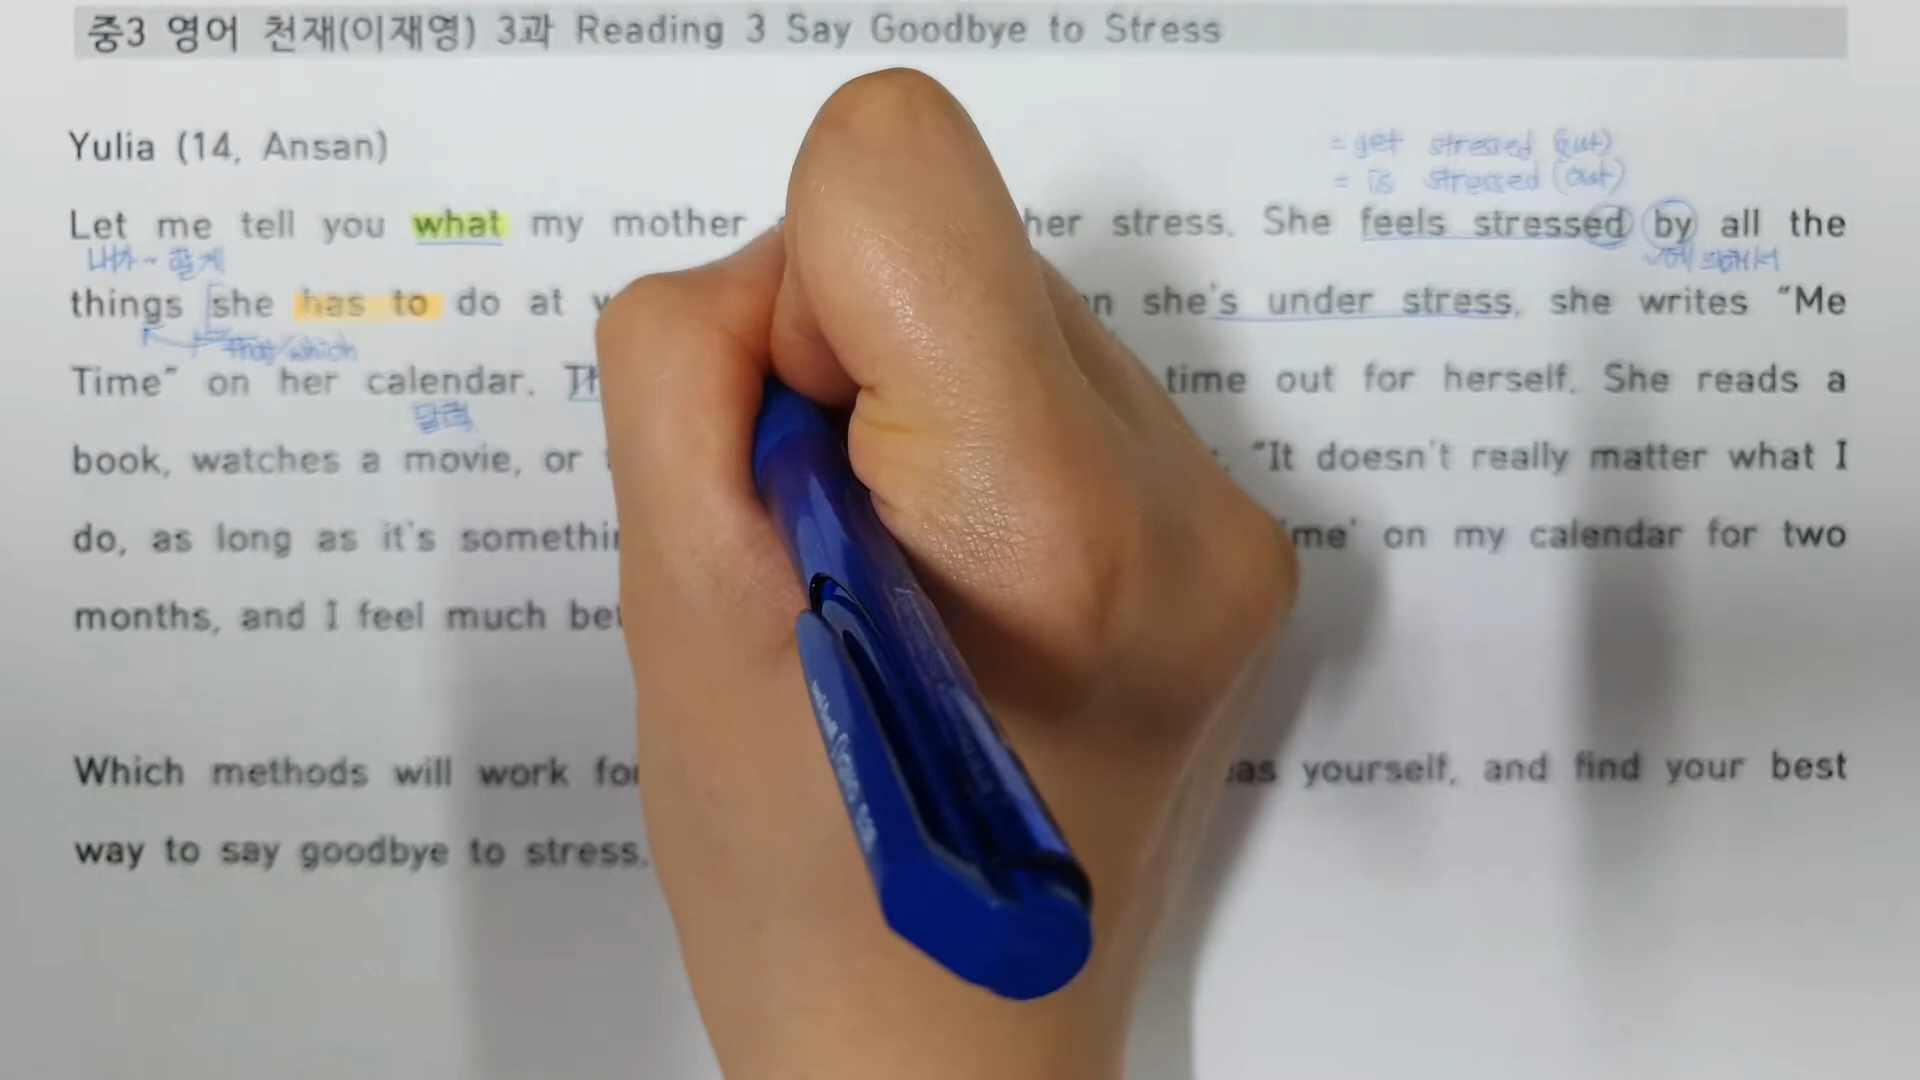 중3 영어 천재(이재영) 3과 Reading 3 Say Goodbye to Stress
Yulia (14, Ansan)
= get stressed (out)
= is stressed (out)
Let me tell you what my mother her stress. She feels stressed by all the
내가~ 할게 ~에 의해서
things she has to do at she's under stress, she writes "Me
that/which
Time" on her calendar. time out for herself. She reads a
달력
book, watches a movie, or "It doesn't really matter what I
do, as long as it's on my calendar for two
months, and I feel much
Which methods will work yourself, and find your best
way to say goodbye to stress.